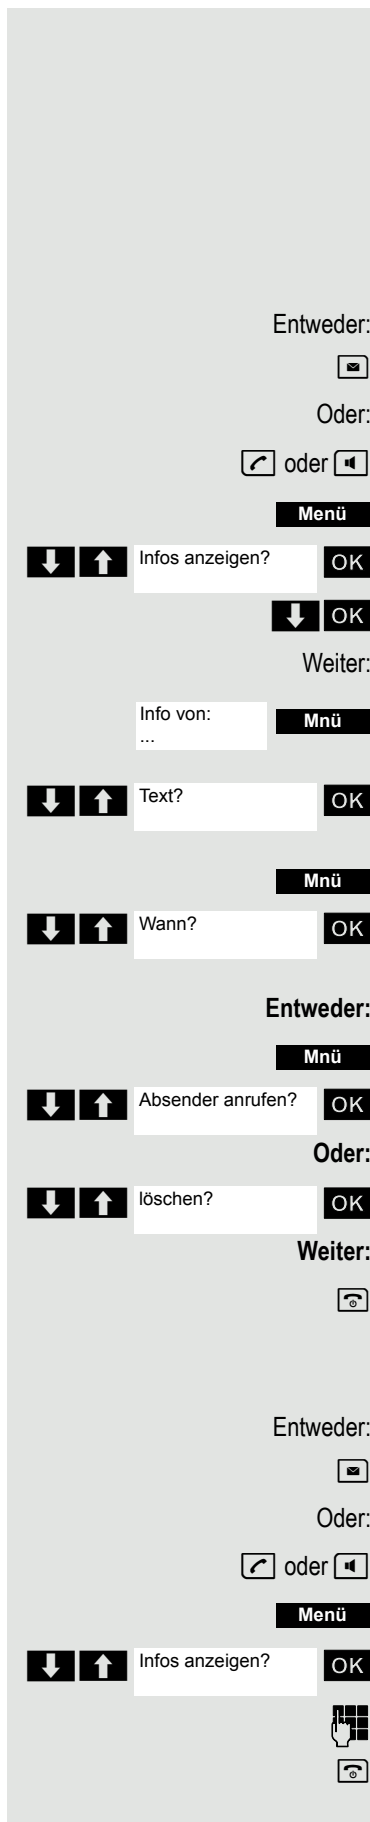 Entweder:
Oder:
oder
Menü
Infos anzeigen? OK
OK
Weiter:
Info von:
... Mnü
Text? OK
Mnü
Wann? OK
Entweder:
Mnü
Absender anrufen? OK
Oder:
löschen? OK
Weiter:
Entweder:
Oder:
oder
Menü
Infos anzeigen? OK